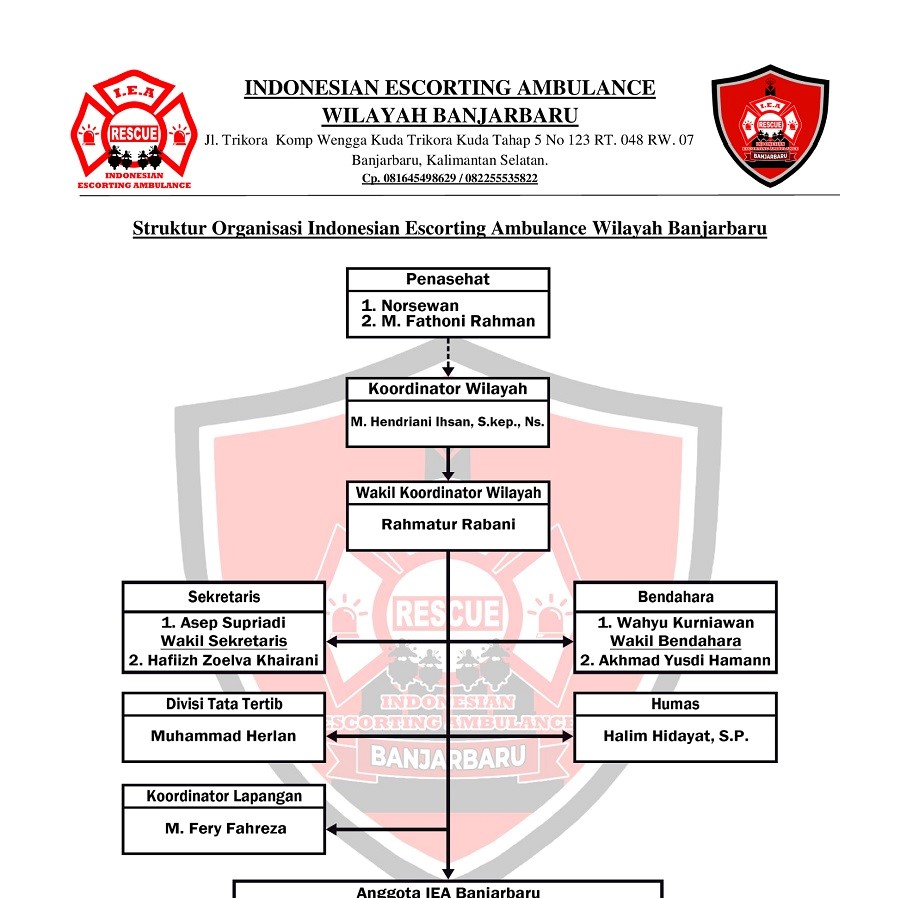 I.E.A
RESCUE
INDONESIAN
ESCORTING AMBULANCE
INDONESIAN ESCORTING AMBULANCE
WILAYAH BANJARBARU
Jl. Trikora Komp Wengga Kuda Trikora Kuda Tahap 5 No 123 RT. 048 RW. 07
Banjarbaru, Kalimantan Selatan.
Cp. 081645498629 / 082255535822
I.E.A
RESCUE
INDONESIAN
ESCORTING AMBULANCE
BANJARBARU
Struktur Organisasi Indonesian Escorting Ambulance Wilayah Banjarbaru
Penasehat
1. Norsewan
2. M. Fathoni Rahman
Koordinator Wilayah
M. Hendriani Ihsan, S.kep., Ns.
Wakil Koordinator Wilayah
Rahmatur Rabani
Sekretaris
1. Asep Supriadi
Wakil Sekretaris
2. Hafiizh Zoelva Khairani
Bendahara
1. Wahyu Kurniawan
Wakil Bendahara
2. Akhmad Yusdi Hamann
RESCUE
INDONESIAN
ESCORTING AMBULANCE
BANJARBARU
Divisi Tata Tertib
Muhammad Herlan
Humas
Halim Hidayat, S.P.
Koordinator Lapangan
M. Fery Fahreza
Anggota IEA Banjarbaru